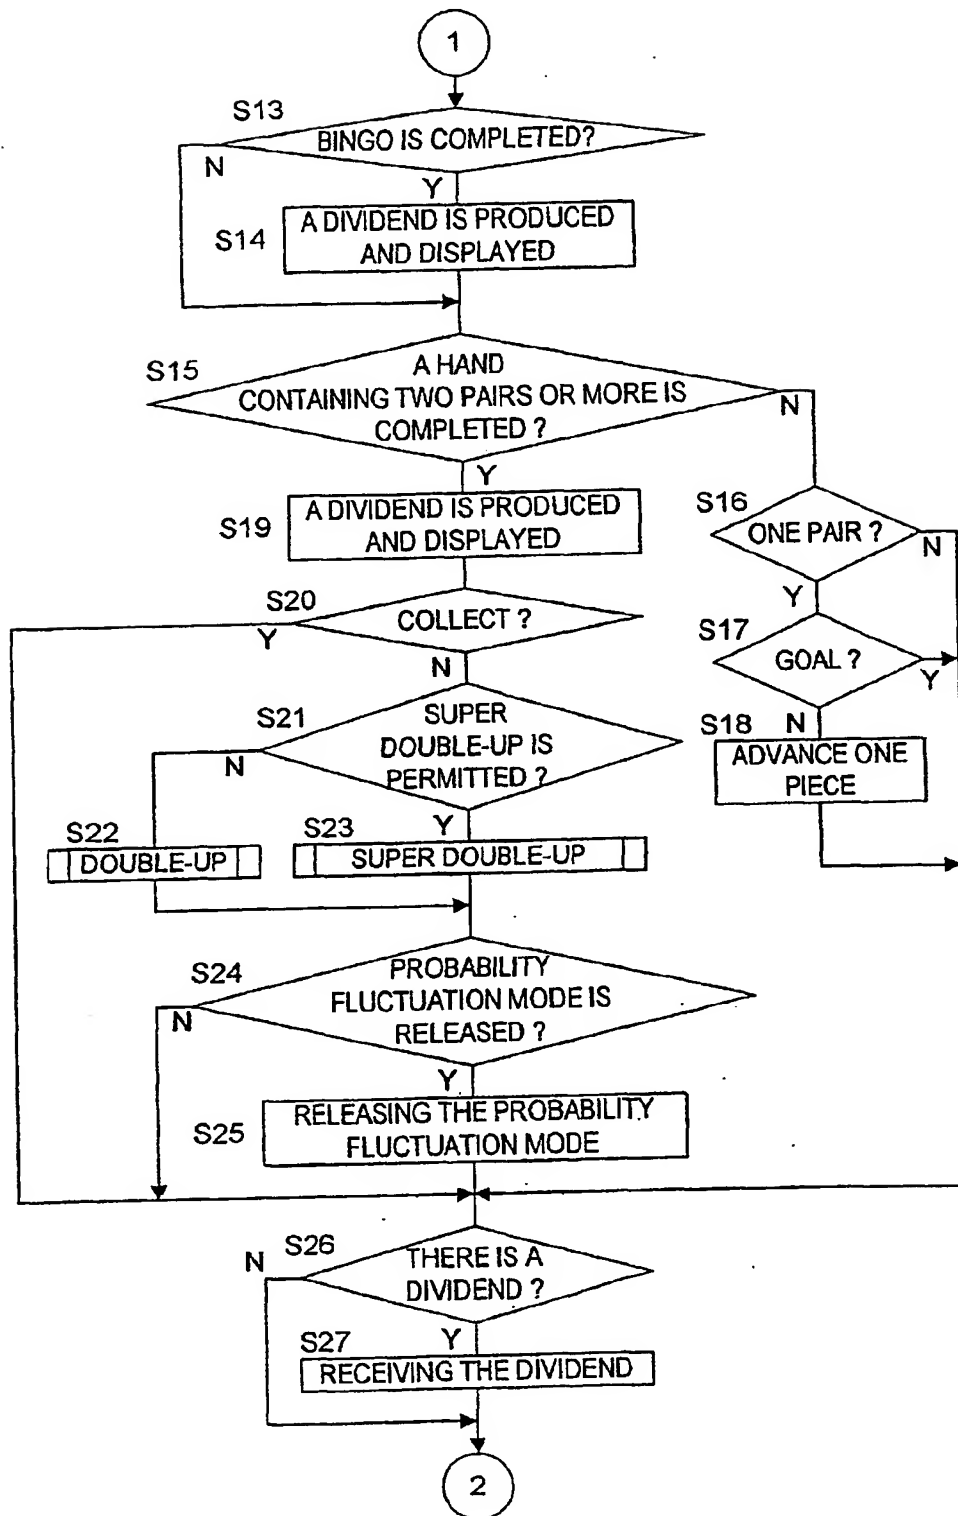 1
S13
BINGO IS COMPLETED?
N
Y
S14
A DIVIDEND IS PRODUCED
AND DISPLAYED
S15
A HAND
CONTAINING TWO PAIRS OR MORE IS
COMPLETED ?
N
Y
S16
ONE PAIR ?
N
Y
S19
A DIVIDEND IS PRODUCED
AND DISPLAYED
S17
GOAL ?
Y
N
S18
ADVANCE ONE
PIECE
S20
COLLECT ?
Y
N
S21
SUPER
DOUBLE-UP IS
PERMITTED ?
N
Y
S22
DOUBLE-UP
S23
SUPER DOUBLE-UP
S24
PROBABILITY
FLUCTUATION MODE IS
RELEASED ?
N
Y
S25
RELEASING THE PROBABILITY
FLUCTUATION MODE
S26
THERE IS A
DIVIDEND ?
N
Y
S27
RECEIVING THE DIVIDEND
2